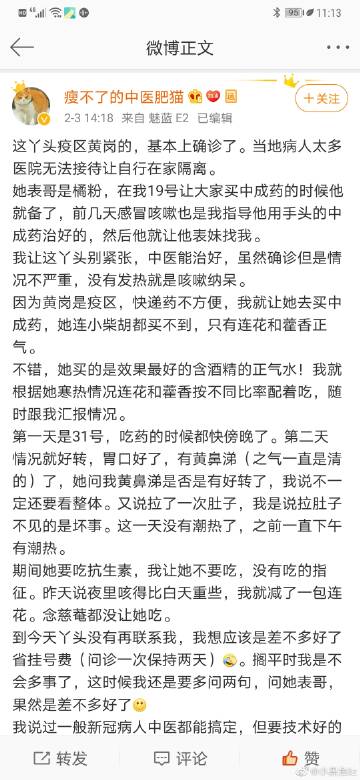 HD 4G 95 11:13
微博正文
瘦不了的中医肥猫
+关注
2-3 14:18 来自 魅蓝 E2 已编辑
这丫头疫区黄岗的，基本上确诊了。当地病人太多
医院无法接待让自行在家隔离。
她表哥是橘粉，在我19号让大家买中成药的时候他
就备了，前几天感冒咳嗽也是我指导他用手头的中
成药治好的，然后他就让他表妹找我。
我让这丫头别紧张，中医能治好，虽然确诊但是情
况不严重，没有发热就是咳嗽纳呆。
因为黄岗是疫区，快递药不方便，我就让她去买中
成药，她连小柴胡都买不到，只有连花和藿香正
气。
不错，她买的是效果最好的含酒精的正气水！我就
根据她寒热情况连花和藿香按不同比率配着吃，随
时跟我汇报情况。
第一天是31号，吃药的时候都快傍晚了。第二天
情况就好转，胃口好了，有黄鼻涕（之气一直是清
的）了，她问我黄鼻涕是否是有好转了，我说不一
定还要看整体。又说拉了一次肚子，我是说拉肚子
不见的是坏事。这一天没有潮热了，之前一直下午
有潮热。
期间她要吃抗生素，我让她不要吃，没有吃的指
征。昨天说夜里咳得比白天重些，我就减了一包连
花。念慈菴都没让她吃。
到今天丫头没有再联系我，我想应该是差不多好了
省挂号费（问诊一次保持两天）。搁平时我是不
会多事了，这时候我还是要多问两句，问她表哥，
果然是差不多好了
我说过一般新冠病人中医都能搞定，但要技术好的
转发 评论 赞